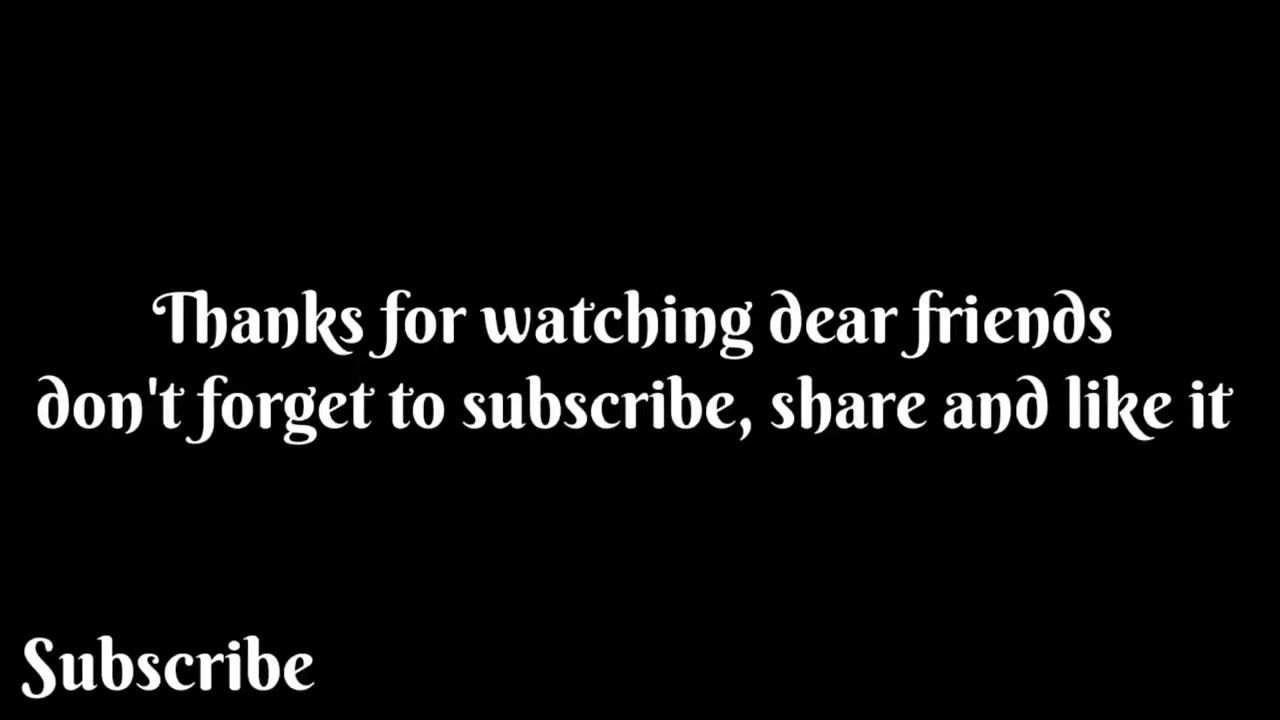 Thanks for watching dear friends
don't forget to subscribe, share and like it
Subscribe